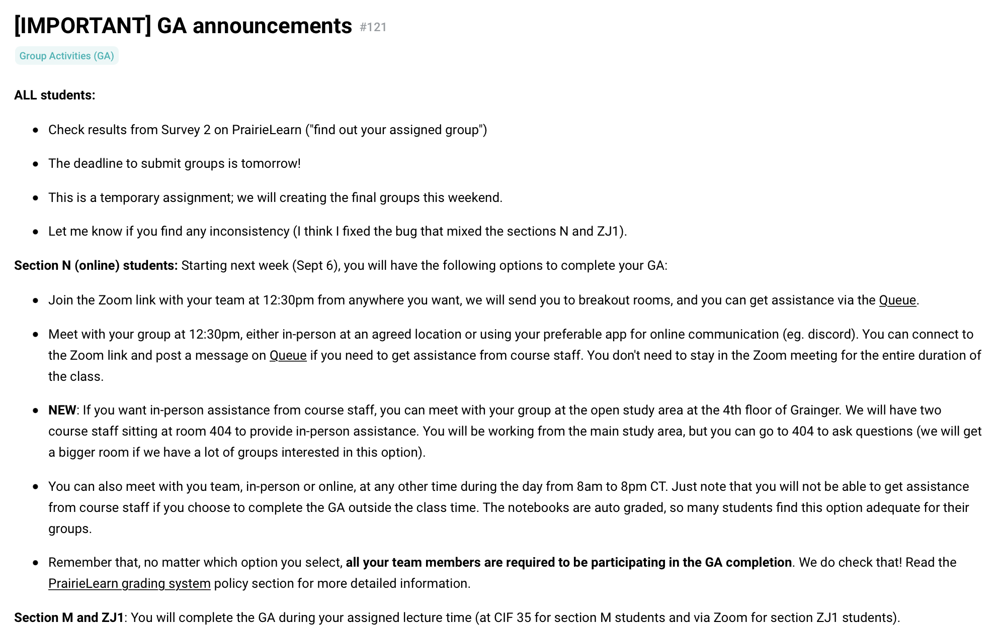 [IMPORTANT] GA announcements #121
Group Activities (GA)
ALL students:
• Check results from Survey 2 on PrairieLearn ("find out your assigned group")
• The deadline to submit groups is tomorrow!
• This is a temporary assignment; we will creating the final groups this weekend.
• Let me know if you find any inconsistency (I think I fixed the bug that mixed the sections N and ZJ1).
Section N (online) students: Starting next week (Sept 6), you will have the following options to complete your GA:
• Join the Zoom link with your team at 12:30pm from anywhere you want, we will send you to breakout rooms, and you can get assistance via the Queue.
• Meet with your group at 12:30pm, either in-person at an agreed location or using your preferable app for online communication (eg. discord). You can connect to
the Zoom link and post a message on Queue if you need to get assistance from course staff. You don't need to stay in the Zoom meeting for the entire duration of
the class.
• NEW: If you want in-person assistance from course staff, you can meet with your group at the open study area at the 4th floor of Grainger. We will have two
course staff sitting at room 404 to provide in-person assistance. You will be working from the main study area, but you can go to 404 to ask questions (we will get
a bigger room if we have a lot of groups interested in this option).
• You can also meet with you team, in-person or online, at any other time during the day from 8am to 8pm CT. Just note that you will not be able to get assistance
from course staff if you choose to complete the GA outside the class time. The notebooks are auto graded, so many students find this option adequate for their
groups.
• Remember that, no matter which option you select, all your team members are required to be participating in the GA completion. We do check that! Read the
PrairieLearn grading system policy section for more detailed information.
Section M and ZJ1: You will complete the GA during your assigned lecture time (at CIF 35 for section M students and via Zoom for section ZJ1 students).